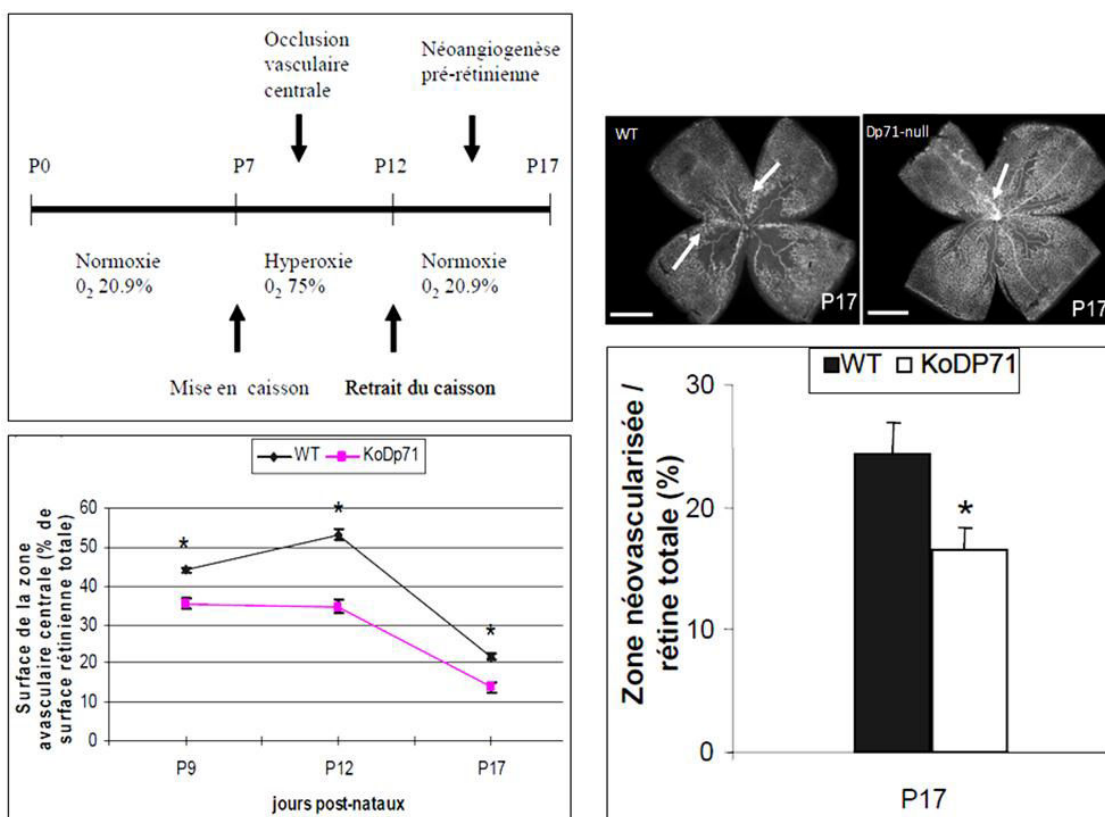 Occlusion
vasculaire
centrale
Néoangiogenèse
pré-rétinienne
P0
P7
P12
P17
Normoxie
0₂ 20.9%
Hyperoxie
0₂ 75%
Normoxie
0₂ 20.9%
Mise en caisson
Retrait du caisson
WT
P17
Dp71-null
P17
WT
KoDp71
Surface de la zone
avasculaire centrale (% de
surface rétinienne totale)
60
50
40
30
20
10
0
*
*
*
P9
P12
P17
jours post-nataux
WT
KoDP71
Zone néovascularisée /
rétine totale (%)
30
20
10
0
*
P17